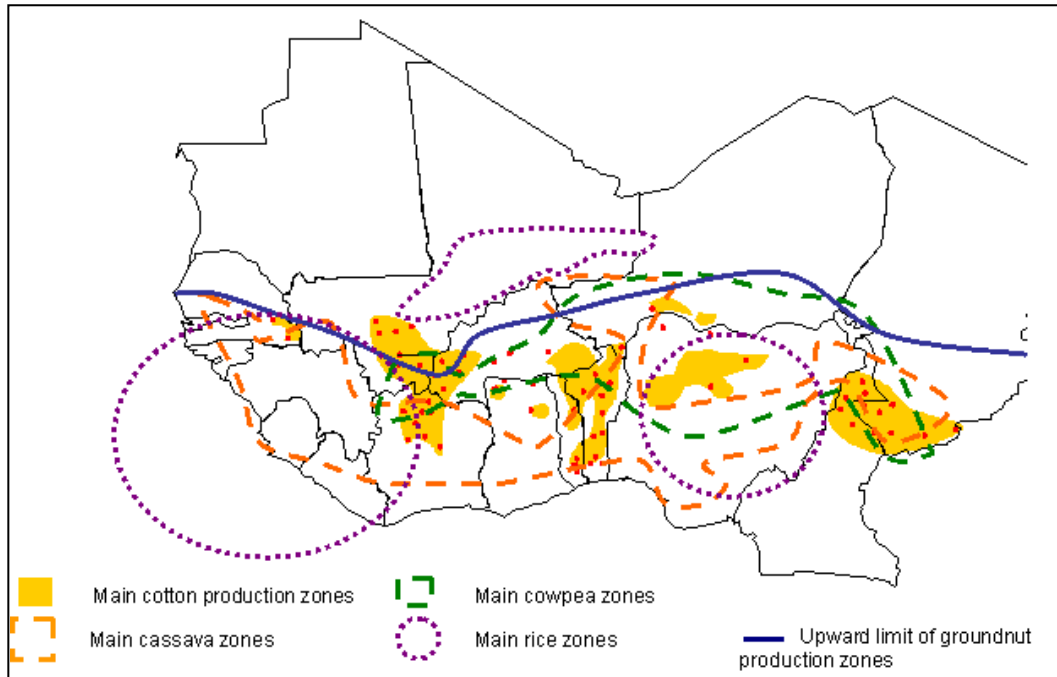 Main cotton production zones
Main cowpea zones
Main cassava zones
Main rice zones
Upward limit of groundnut
production zones